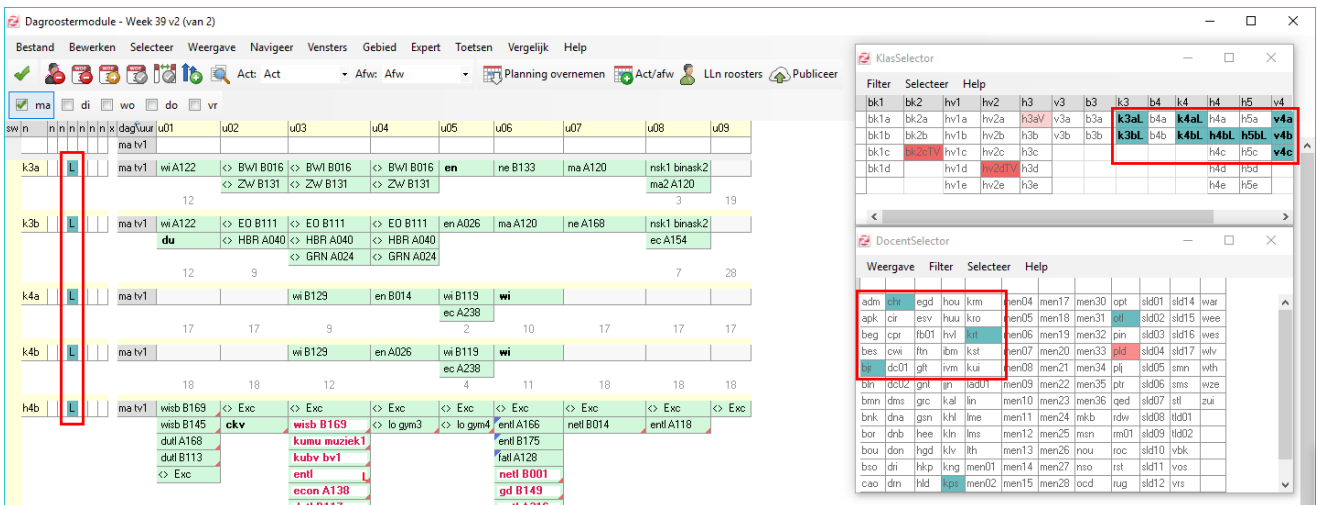 Dagroostermodule - Week 39 v2 (van 2)
Bestand Bewerken Selecteer Weergave Navigeer Vensters Gebied Expert Toetsen Vergelijk Help
Act: Act Afw: Afw Planning overnemen Act/afw LLn roosters Publiceer
ma di wo do vr
sw n n n n n n n x dag\uur u01 u02 u03 u04 u05 u06 u07 u08 u09
ma tv1
k3a L ma tv1 wi A122 <> BWI B016 <> BWI B016 <> BWI B016 en ne B133 ma A120 nsk1 binask2
<> ZW B131 <> ZW B131 <> ZW B131 ma2 A120
12 3 19
k3b L ma tv1 wi A122 <> EO B111 <> EO B111 <> EO B111 en A026 ma A120 ne A168 nsk1 binask2
du <> HBR A040 <> HBR A040 <> HBR A040 ec A154
<> GRN A024 <> GRN A024
12 9 7 28
k4a L ma tv1 wi B129 en B014 wi B119 wi
ec A238
17 17 9 2 10 17 17 17
k4b L ma tv1 wi B129 en A026 wi B119 wi
ec A238
18 18 12 4 11 18 18 18
h4b L ma tv1 wisb B169 <> Exc <> Exc <> Exc <> Exc <> Exc <> Exc <> Exc <> Exc
wisb B145 ckv wisb B169 <> lo gym3 <> lo gym4 entl A166 netl B014 entl A118
dutl A168 kumu muziek1 entl B175
dutl B113 kubv bv1 fatl A128
<> Exc entl L netl B001
econ A138 gd B149
KlasSelector
Filter Selecteer Help
bk1 bk2 hv1 hv2 h3 v3 b3 k3 b4 k4 h4 h5 v4
bk1a bk2a hv1a hv2a h3aV v3a b3a k3aL b4a k4aL h4a h5a v4a
bk1b bk2b hv1b hv2b h3b v3b b3b k3bL b4b k4bL h4bL h5bL v4b
bk1c bk2cTV hv1c hv2c h3c h4c h5c v4c
bk1d hv1d hv2dTV h3d h4d h5d
hv1e hv2e h3e h4e h5e
DocentSelector
Weergave Filter Selecteer Help
adm chr egd hou krm men04 men17 men30 opt sld01 sld14 war
apk cir esv huu kro men05 men18 men31 otl sld02 sld15 wee
beg cpr fb01 hvl krt men06 men19 men32 pin sld03 sld16 wes
bes cwi ftn ibm kst men07 men20 men33 pld sld04 sld17 wlv
bjr dc01 gft ivm kui men08 men21 men34 plj sld05 smn wth
bln dc02 gnt jjn lad01 men09 men22 men35 ptr sld06 sms wze
bmn dms grc kal lin men10 men23 men36 qed sld07 stl zui
bnk dna gsn khl lme men11 men24 mkb rdw sld08 tld01
bor dnb hee kln lms men12 men25 msn rm01 sld09 tld02
bou don hgd klv lth men13 men26 nou roc sld10 vbk
bso dri hkp kng men01 men14 men27 nso rst sld11 vos
cao drn hld kps men02 men15 men28 ocd rug sld12 vrs